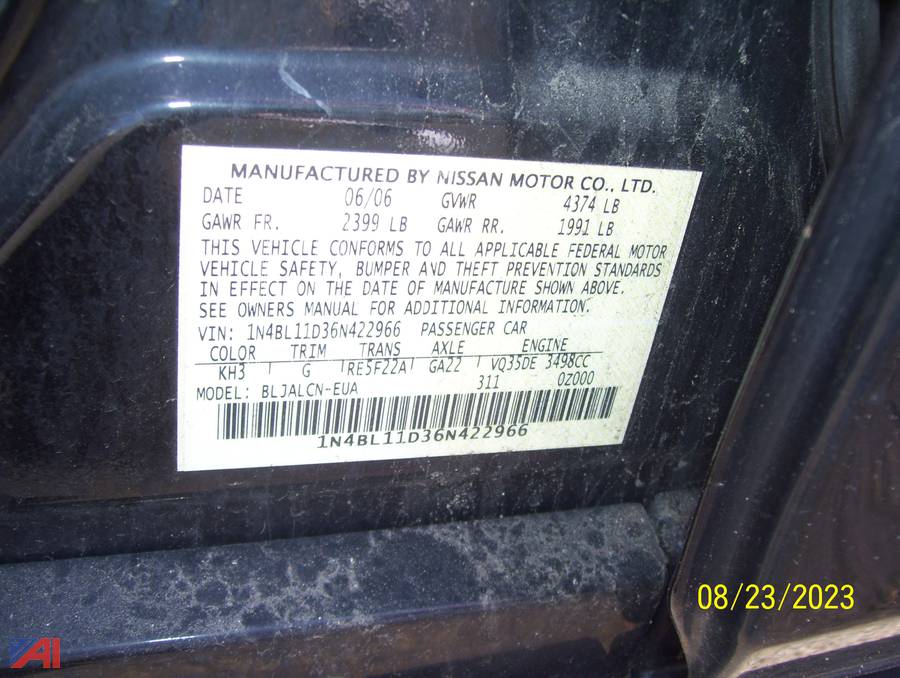 MANUFACTURED BY NISSAN MOTOR CO., LTD.
DATE 06/06 GVWR 4374 LB
GAWR FR. 2399 LB GAWR RR. 1991 LB
THIS VEHICLE CONFORMS TO ALL APPLICABLE FEDERAL MOTOR
VEHICLE SAFETY, BUMPER AND THEFT PREVENTION STANDARDS
IN EFFECT ON THE DATE OF MANUFACTURE SHOWN ABOVE.
SEE OWNERS MANUAL FOR ADDITIONAL INFORMATION.
VIN: 1N4BL11D36N422966 PASSENGER CAR
COLOR TRIM TRANS AXLE ENGINE
KH3 G RE5F22A GA22 VQ35DE 3498CC
MODEL: BLJALCN-EUA 311 0Z000
1N4BL11D36N422966
08/23/2023
AI